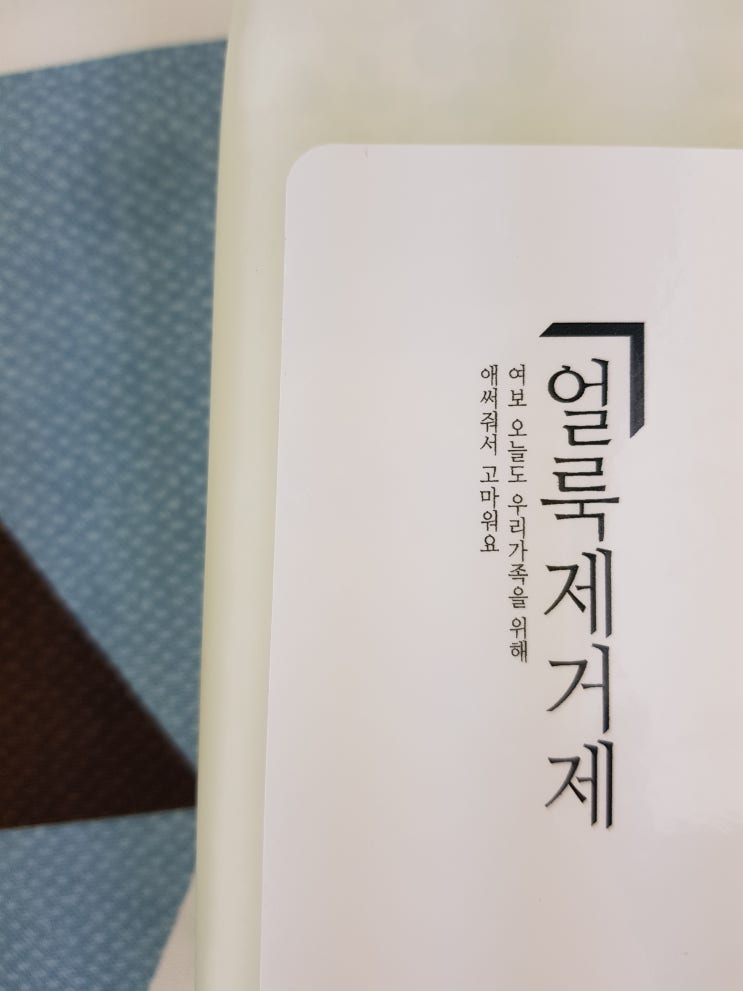 얼룩제거제
여보 오늘도 우리가족을 위해
애써줘서 고마워요